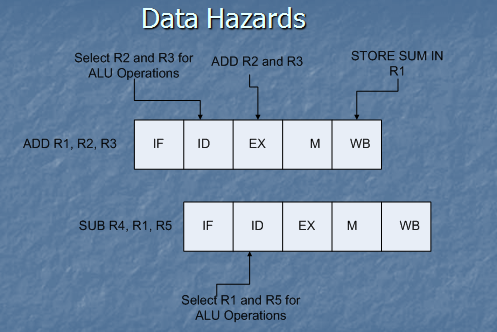 Data Hazards
Select R2 and R3 for
ALU Operations
ADD R2 and R3
STORE SUM IN
R1
ADD R1, R2, R3
IF ID EX M WB
SUB R4, R1, R5
IF ID EX M WB
Select R1 and R5 for
ALU Operations